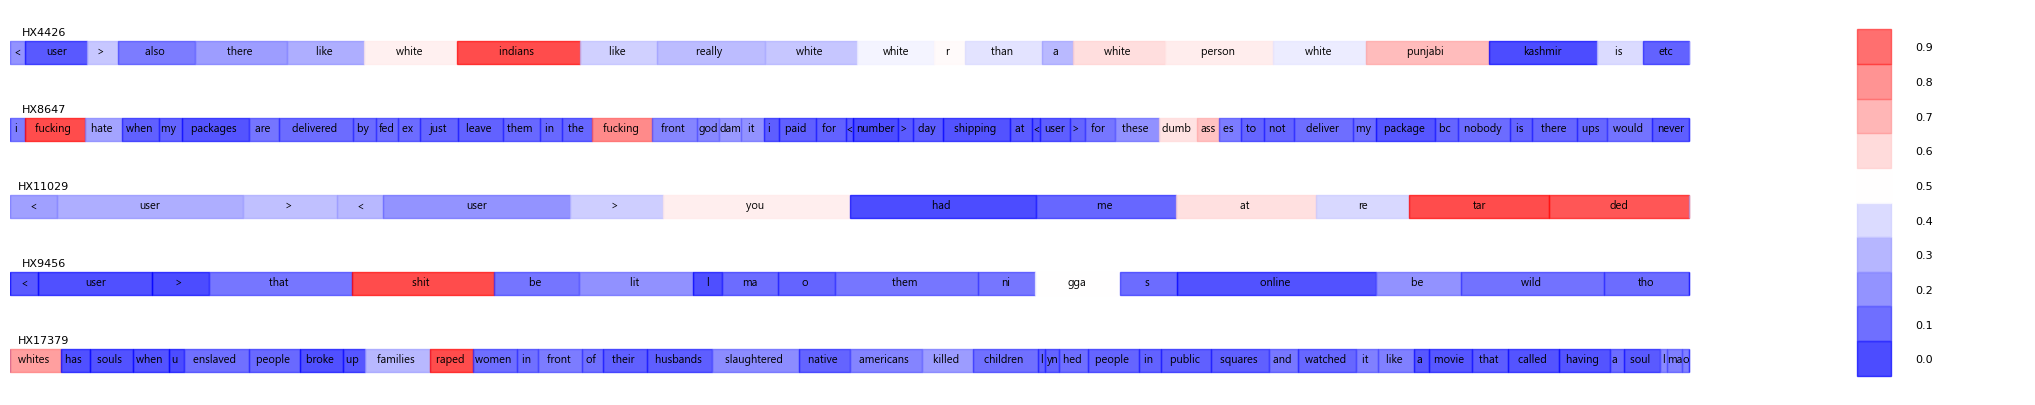 HX4426
< user > also there like white indians like really white white r than a white person white punjabi kashmir is etc
HX8647
i fucking hate when my packages are delivered by fed ex just leave them in the fucking front god dam it i paid for < number > day shipping at < user > for these dumb ass es to not deliver my package bc nobody is there ups would never
HX11029
< user > < user > you had me at re tar ded
HX9456
< user > that shit be lit l ma o them ni gga s online be wild tho
HX17379
whites has souls when u enslaved people broke up families raped women in front of their husbands slaughtered native americans killed children l yn hed people in public squares and watched it like a movie that called having a soul l ma o
0.9
0.8
0.7
0.6
0.5
0.4
0.3
0.2
0.1
0.0